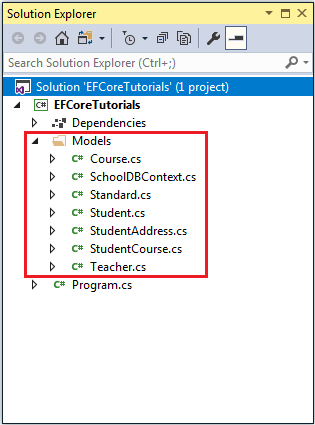 Solution Explorer
Search Solution Explorer (Ctrl+;)
Solution 'EFCoreTutorials' (1 project)
C# EFCoreTutorials
Dependencies
Models
C# Course.cs
C# SchoolDBContext.cs
C# Standard.cs
C# Student.cs
C# StudentAddress.cs
C# StudentCourse.cs
C# Teacher.cs
C# Program.cs